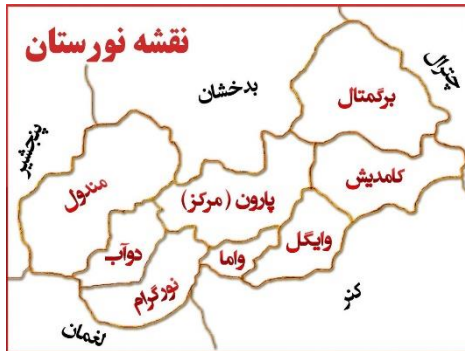 نقشه نورستان
چترال
بدخشان
برگمتال
پنجشیر
کامدیش
مندول
پارون (مرکز)
وایگل
دوآب
واما
نورگرام
کنر
لغمان